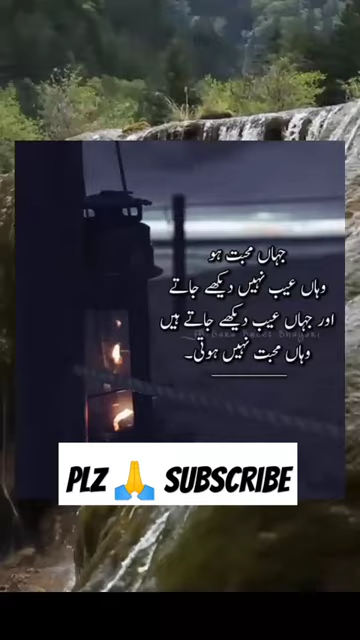 جہاں محبت ہو
وہاں عیب نہیں دیکھے جاتے
اور جہاں عیب دیکھے جاتے ہیں
وہاں محبت نہیں ہوتی۔
PLZ 🙏 SUBSCRIBE